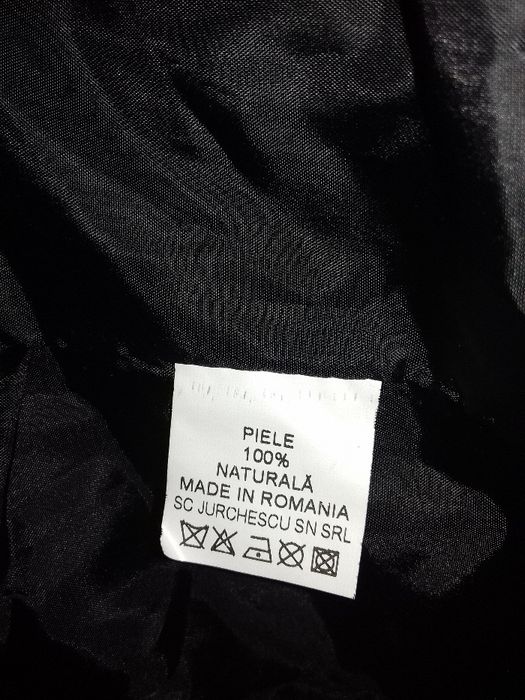 PIELE
100%
NATURALĂ
MADE IN ROMANIA
SC JURCHESCU SN SRL